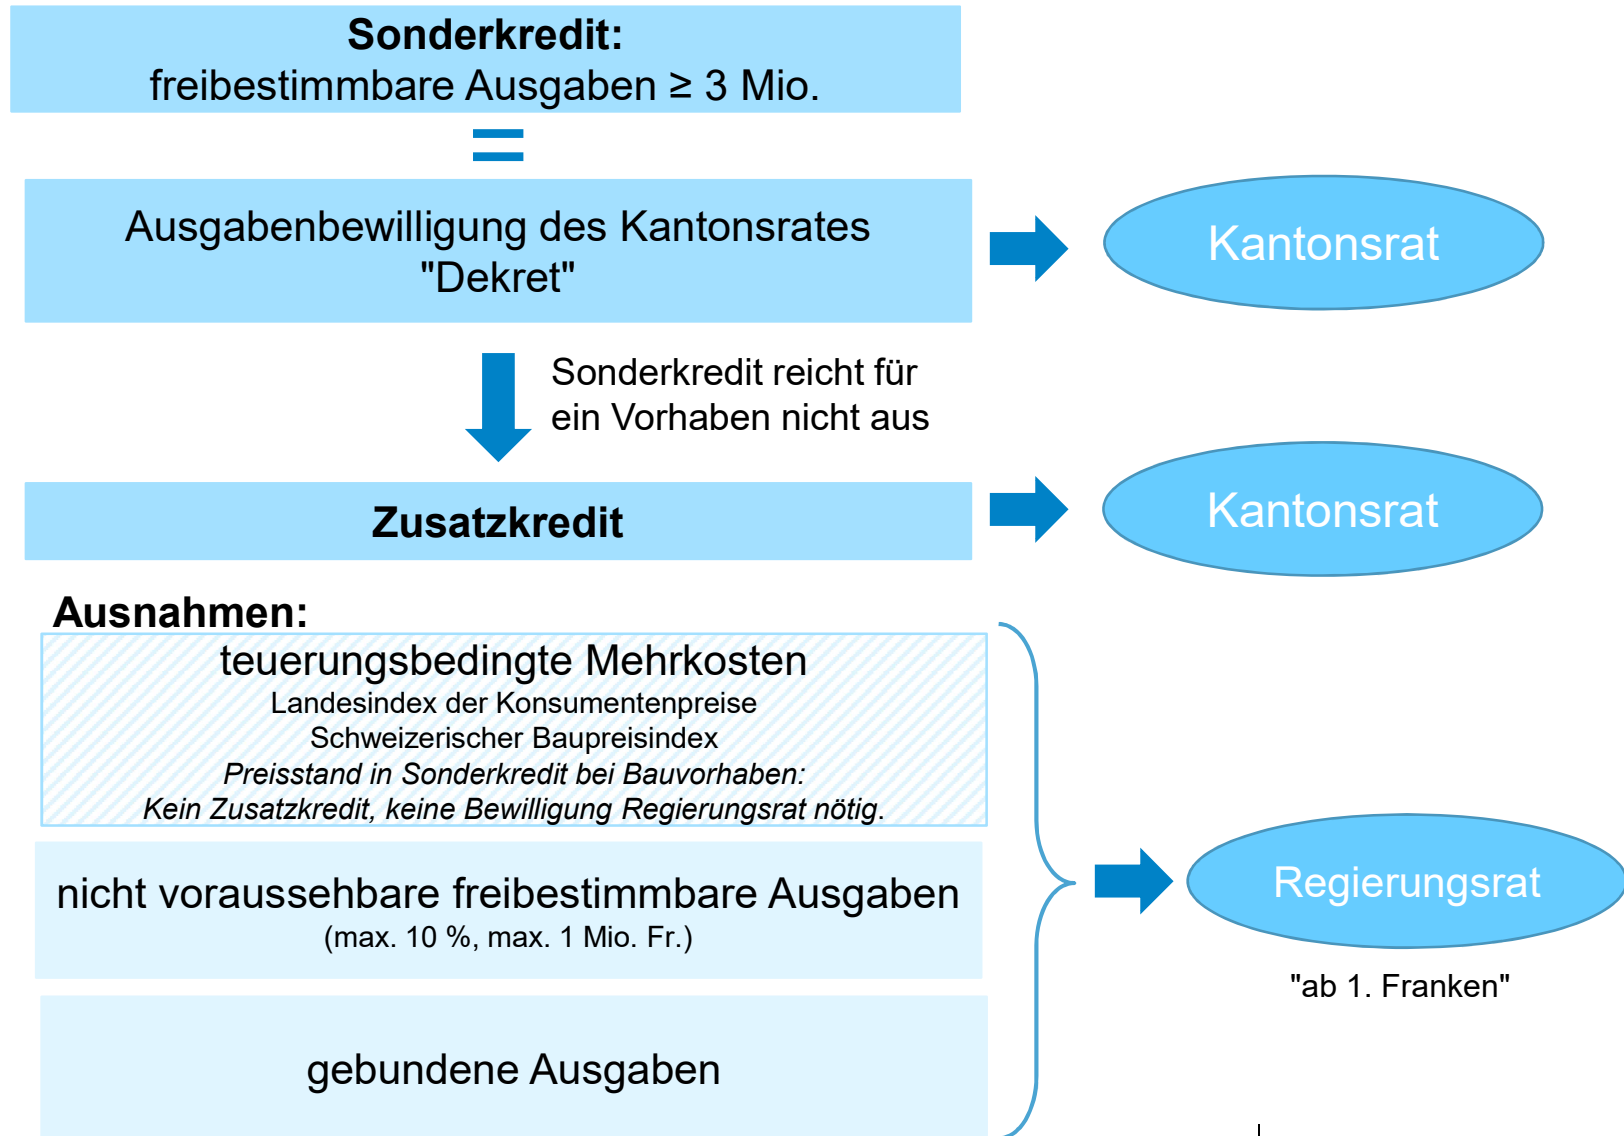 Sonderkredit:
freibestimmbare Ausgaben ≥ 3 Mio.
=
Ausgabenbewilligung des Kantonsrates
"Dekret"
Kantonsrat
Sonderkredit reicht für
ein Vorhaben nicht aus
Zusatzkredit
Kantonsrat
Ausnahmen:
teuerungsbedingte Mehrkosten
Landesindex der Konsumentenpreise
Schweizerischer Baupreisindex
Preisstand in Sonderkredit bei Bauvorhaben:
Kein Zusatzkredit, keine Bewilligung Regierungsrat nötig.
nicht voraussehbare freibestimmbare Ausgaben
(max. 10 %, max. 1 Mio. Fr.)
Regierungsrat
"ab 1. Franken"
gebundene Ausgaben